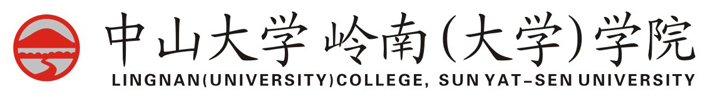 中山大学 岭南(大学)学院
LINGNAN(UNIVERSITY)COLLEGE, SUN YAT-SEN UNIVERSITY